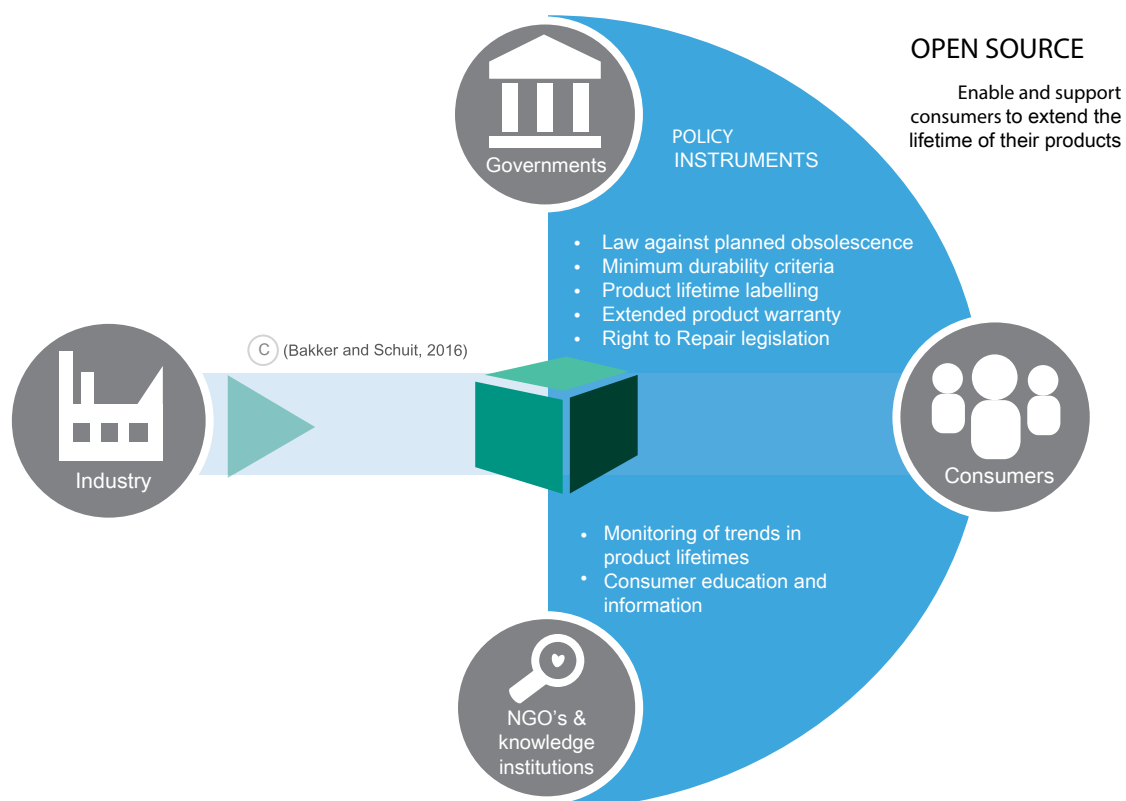 OPEN SOURCE
Enable and support
consumers to extend the
lifetime of their products
Governments
POLICY
INSTRUMENTS
• Law against planned obsolescence
• Minimum durability criteria
• Product lifetime labelling
• Extended product warranty
• Right to Repair legislation
C (Bakker and Schuit, 2016)
Industry
Consumers
• Monitoring of trends in
product lifetimes
• Consumer education and
information
NGO's &
knowledge
institutions